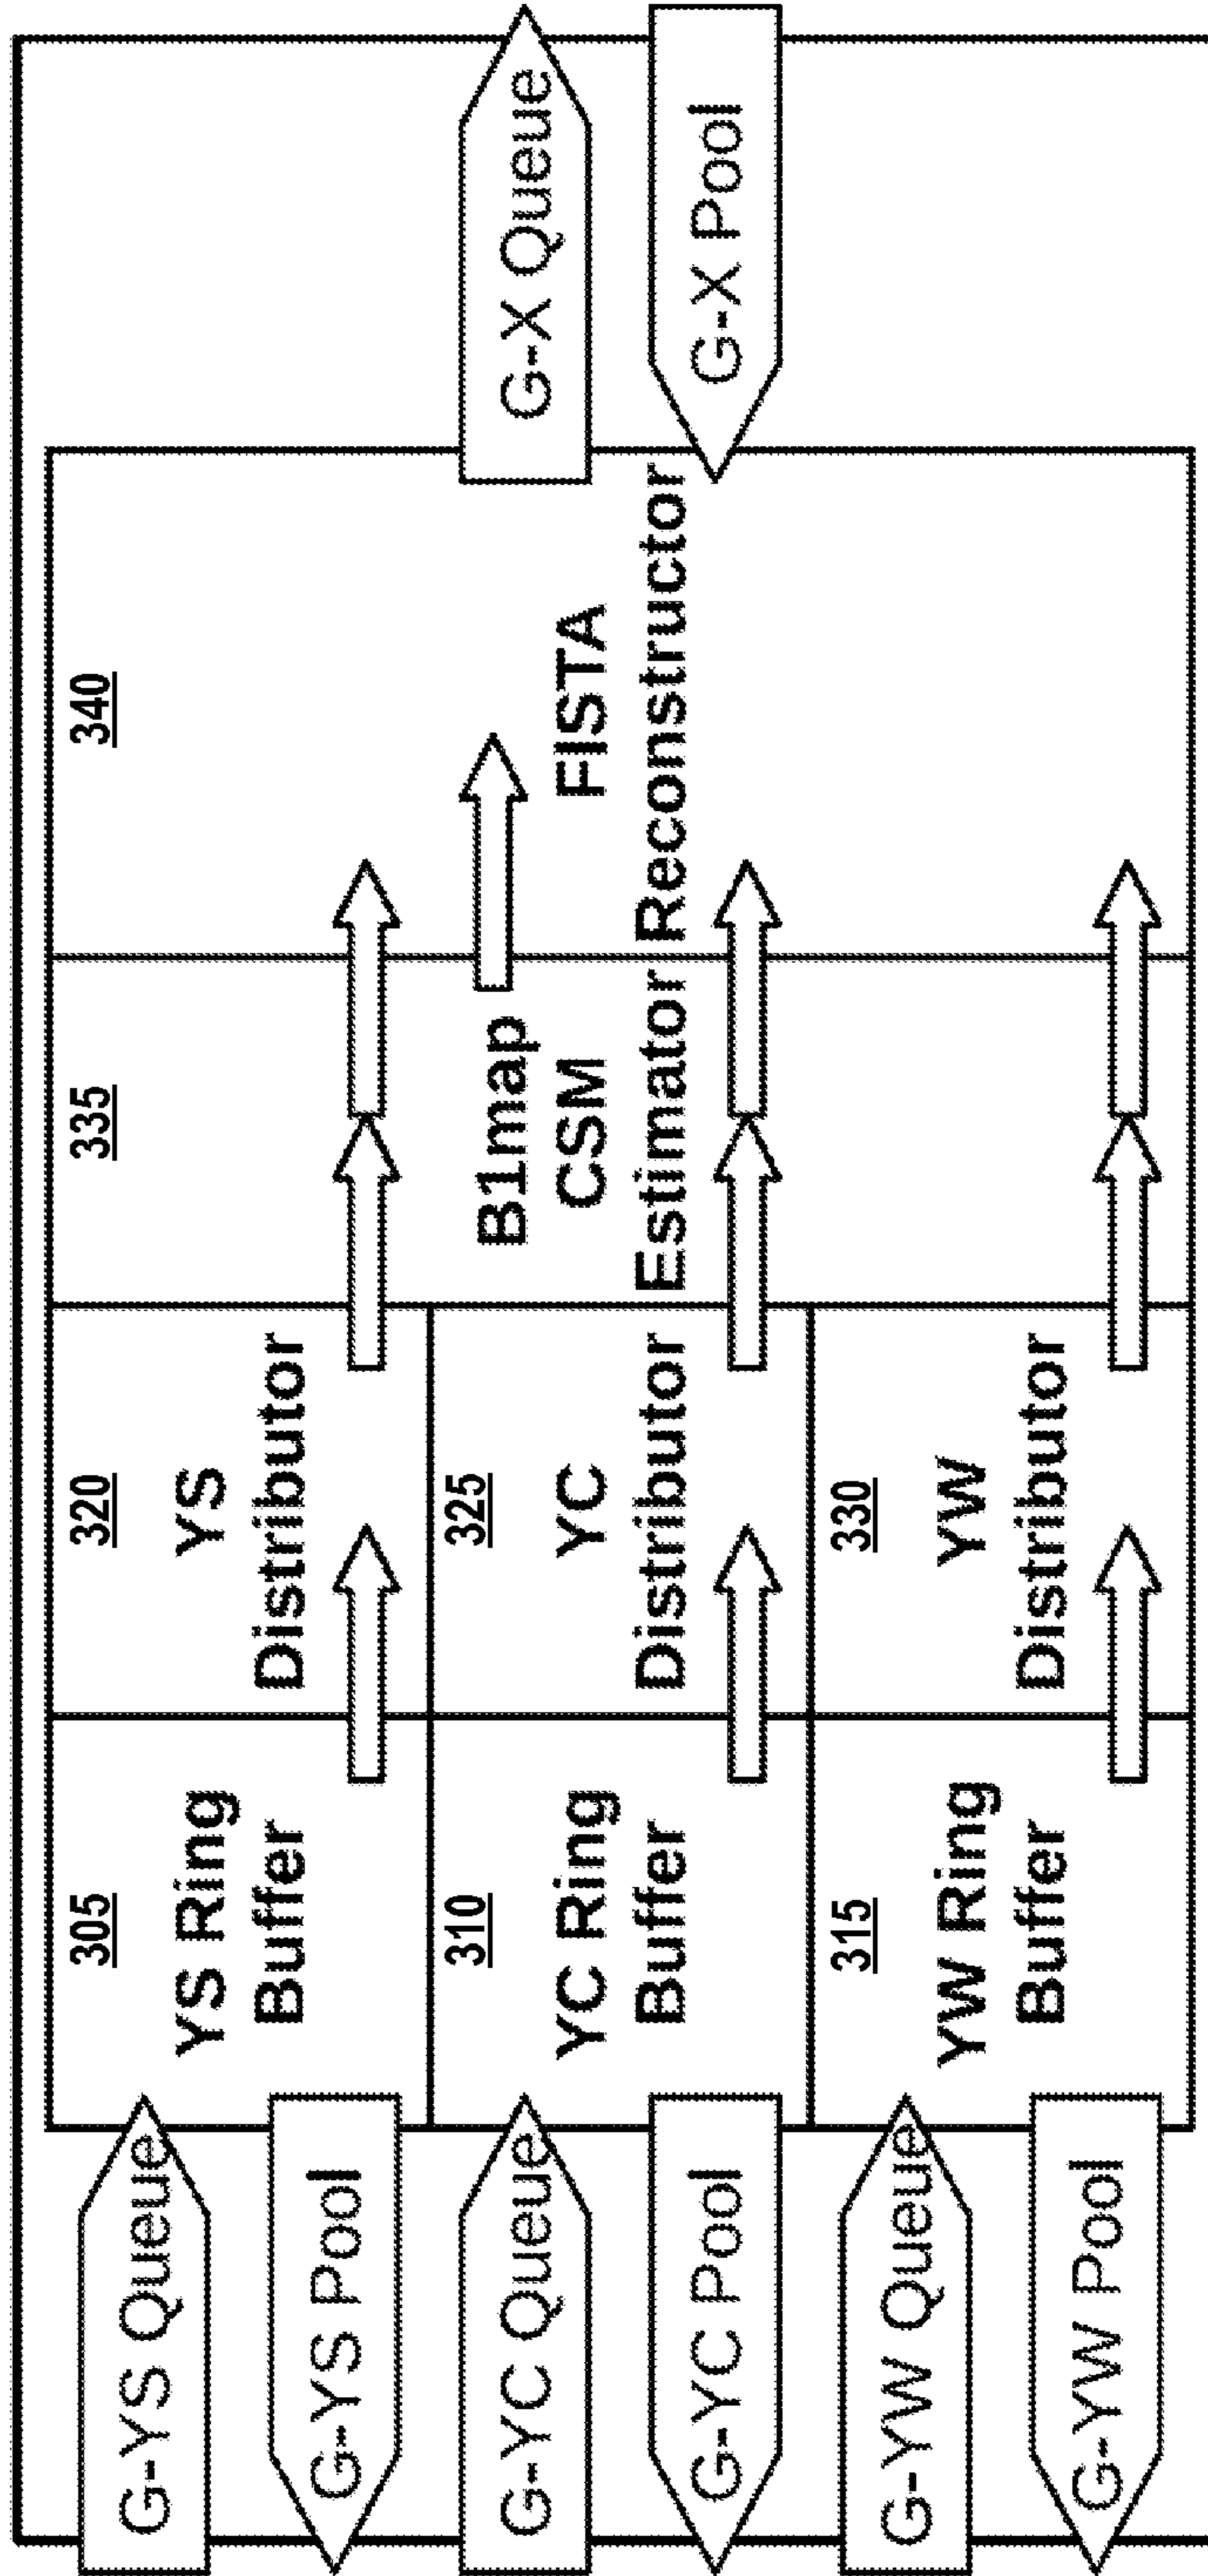 G-YS Queue
G-YS Pool
G-YC Queue
G-YC Pool
G-YW Queue
G-YW Pool
305
YS Ring
Buffer
310
YC Ring
Buffer
315
YW Ring
Buffer
320
YS
Distributor
325
YC
Distributor
330
YW
Distributor
335
B1map
CSM
Estimator
340
FISTA
Reconstructor
G-X Queue
G-X Pool